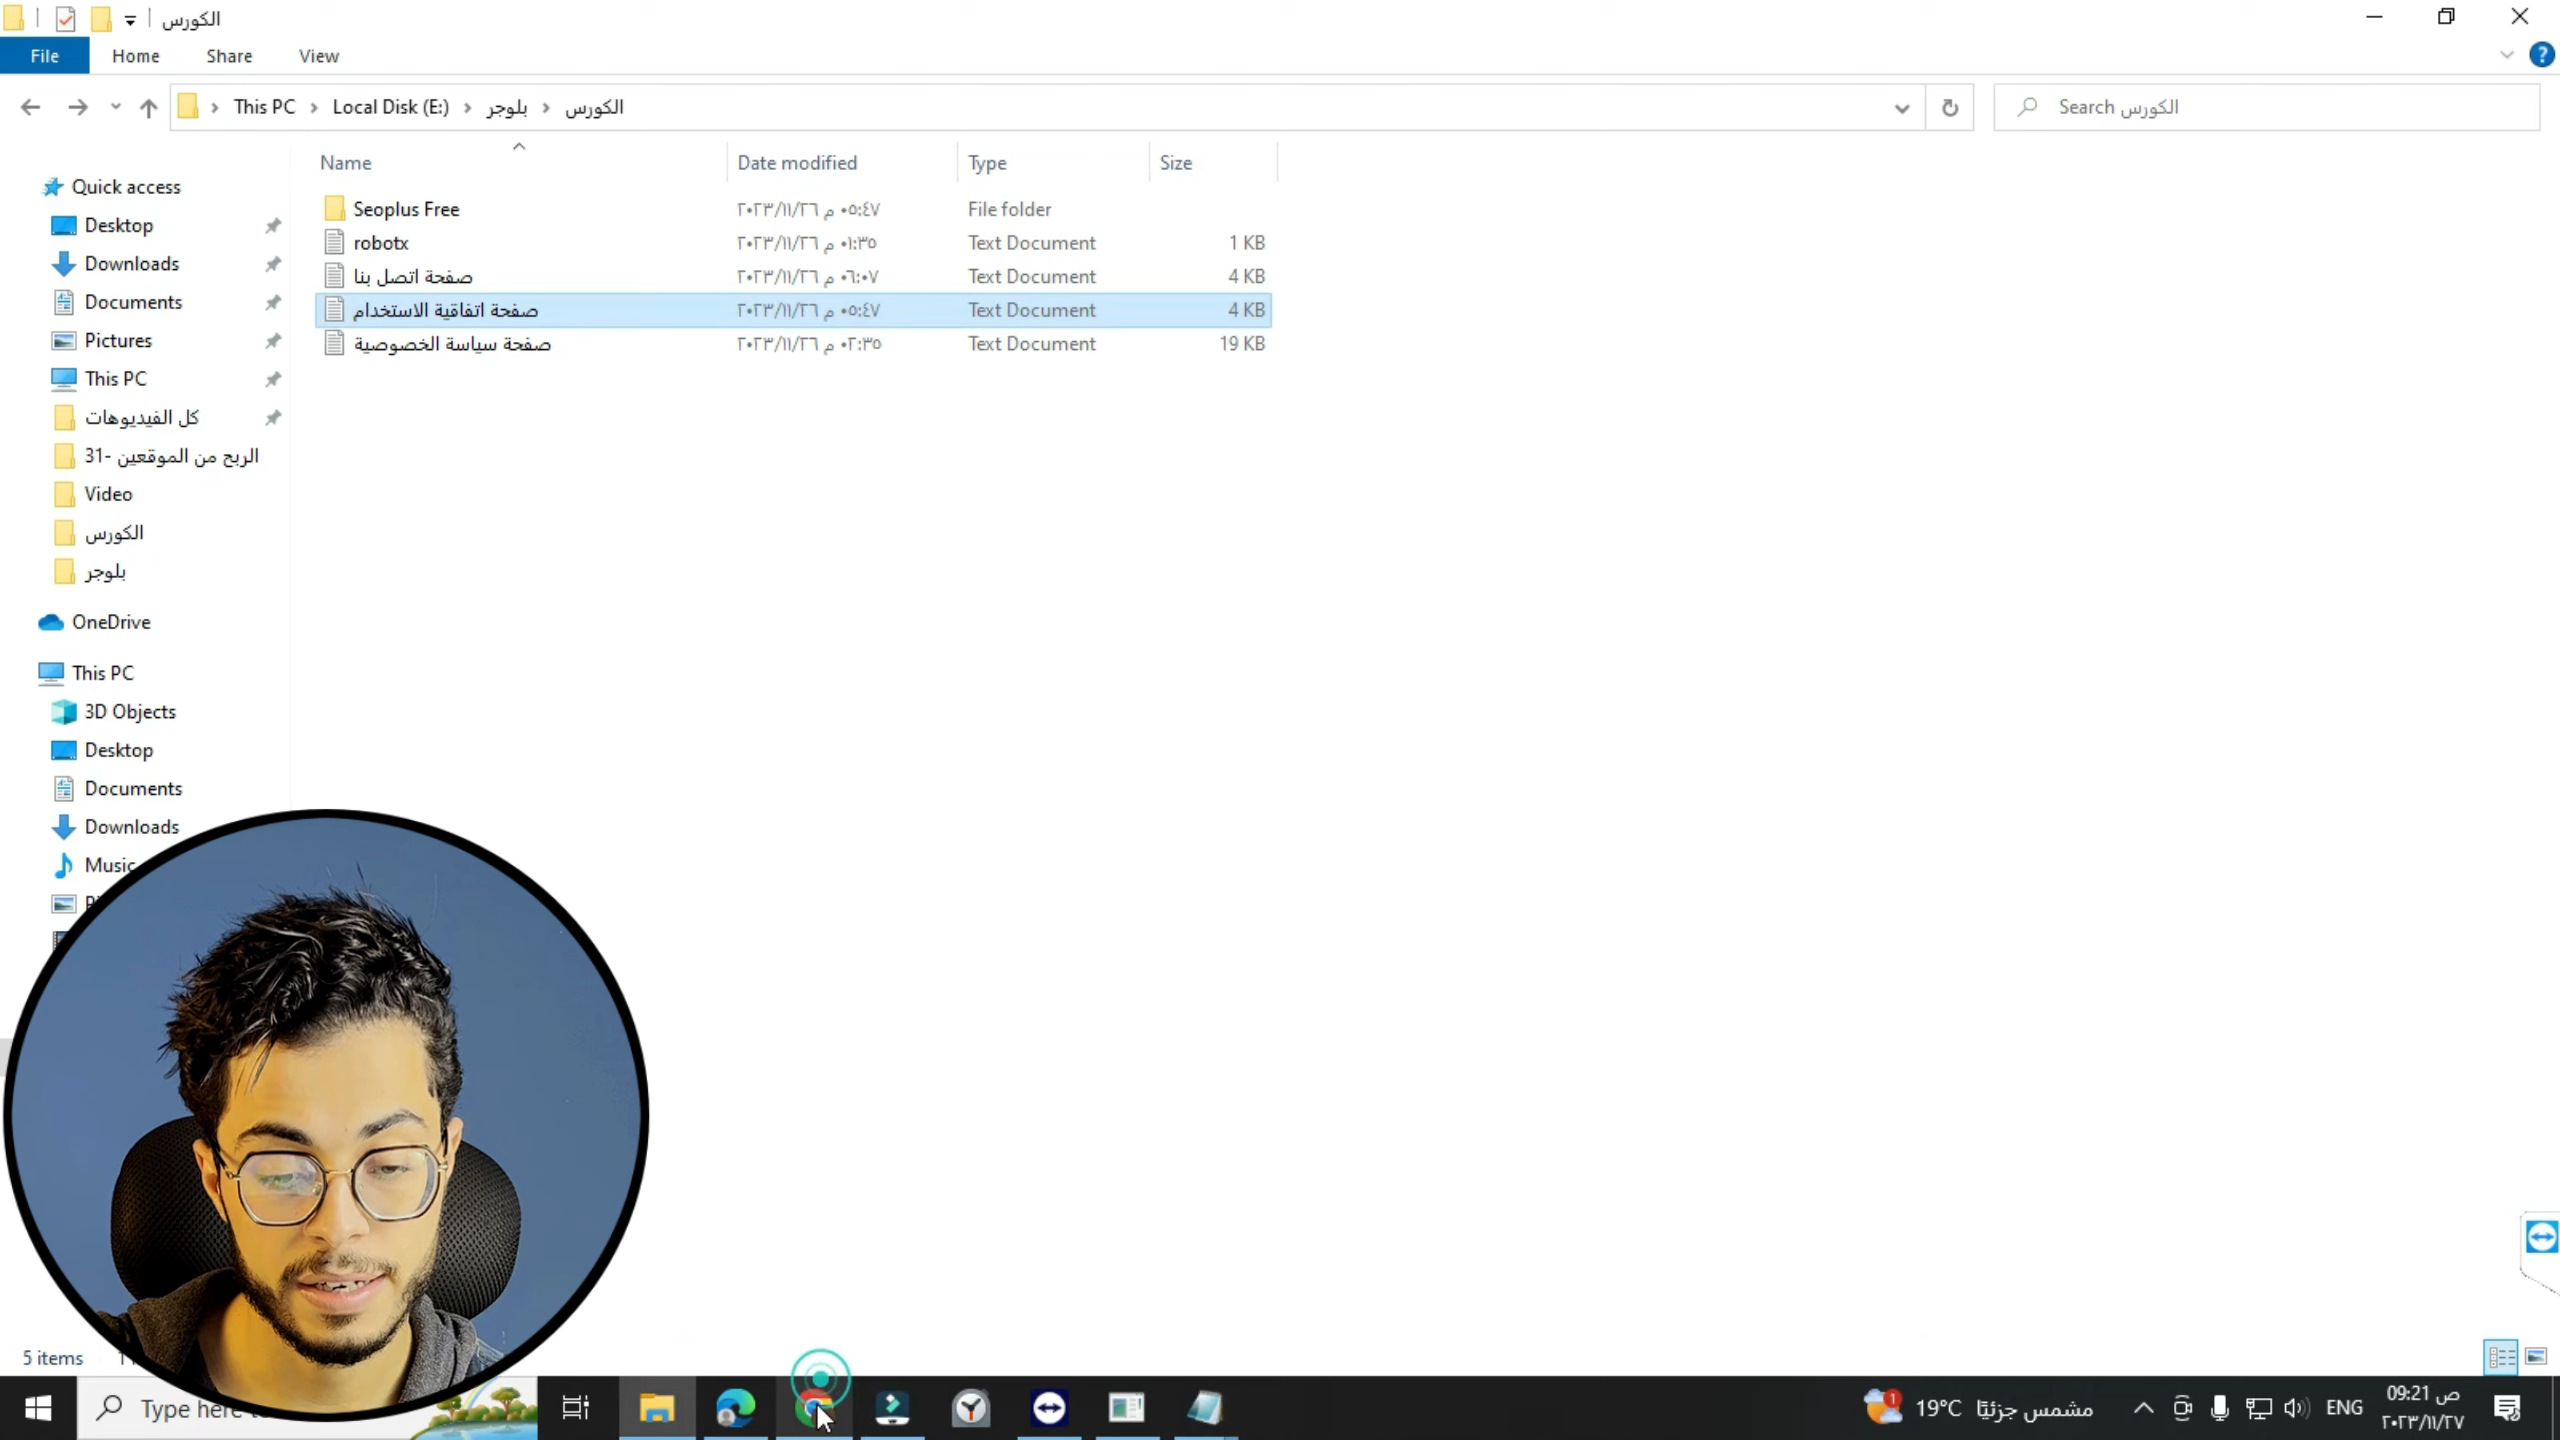 الكورس
File Home Share View
This PC Local Disk (E:) بلوجر الكورس
Search الكورس
Name Date modified Type Size
Seoplus Free ٢٠٢٣/١١/٢٦ م ٠٥:٤٧ File folder
robotx ٢٠٢٣/١١/٢٦ م ٠١:٣٥ Text Document 1 KB
صفحة اتصل بنا ٢٠٢٣/١١/٢٦ م ٠٦:٠٧ Text Document 4 KB
صفحة اتفاقية الاستخدام ٢٠٢٣/١١/٢٦ م ٠٥:٤٧ Text Document 4 KB
صفحة سياسة الخصوصية ٢٠٢٣/١١/٢٦ م ٠٢:٣٥ Text Document 19 KB
Quick access
Desktop
Downloads
Documents
Pictures
This PC
كل الفيديوهات
الربح من الموقعين -31
Video
الكورس
بلوجر
OneDrive
This PC
3D Objects
Desktop
Documents
Downloads
Music
5 items
Type here
19°C مشمس جزئيًا
ENG
09:21 ص
٢٠٢٣/١١/٢٧